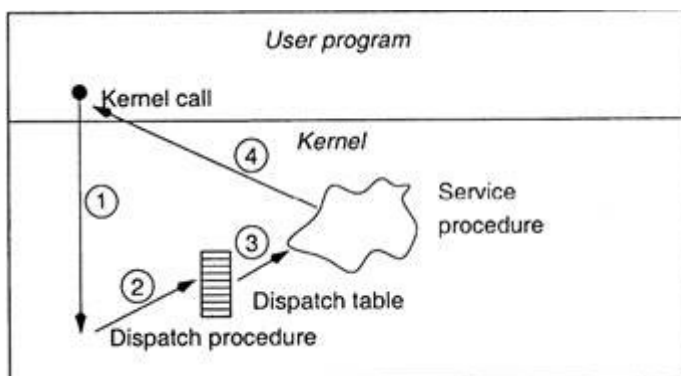 User program
Kernel call
Kernel
4
Service
procedure
1
3
2
Dispatch table
Dispatch procedure